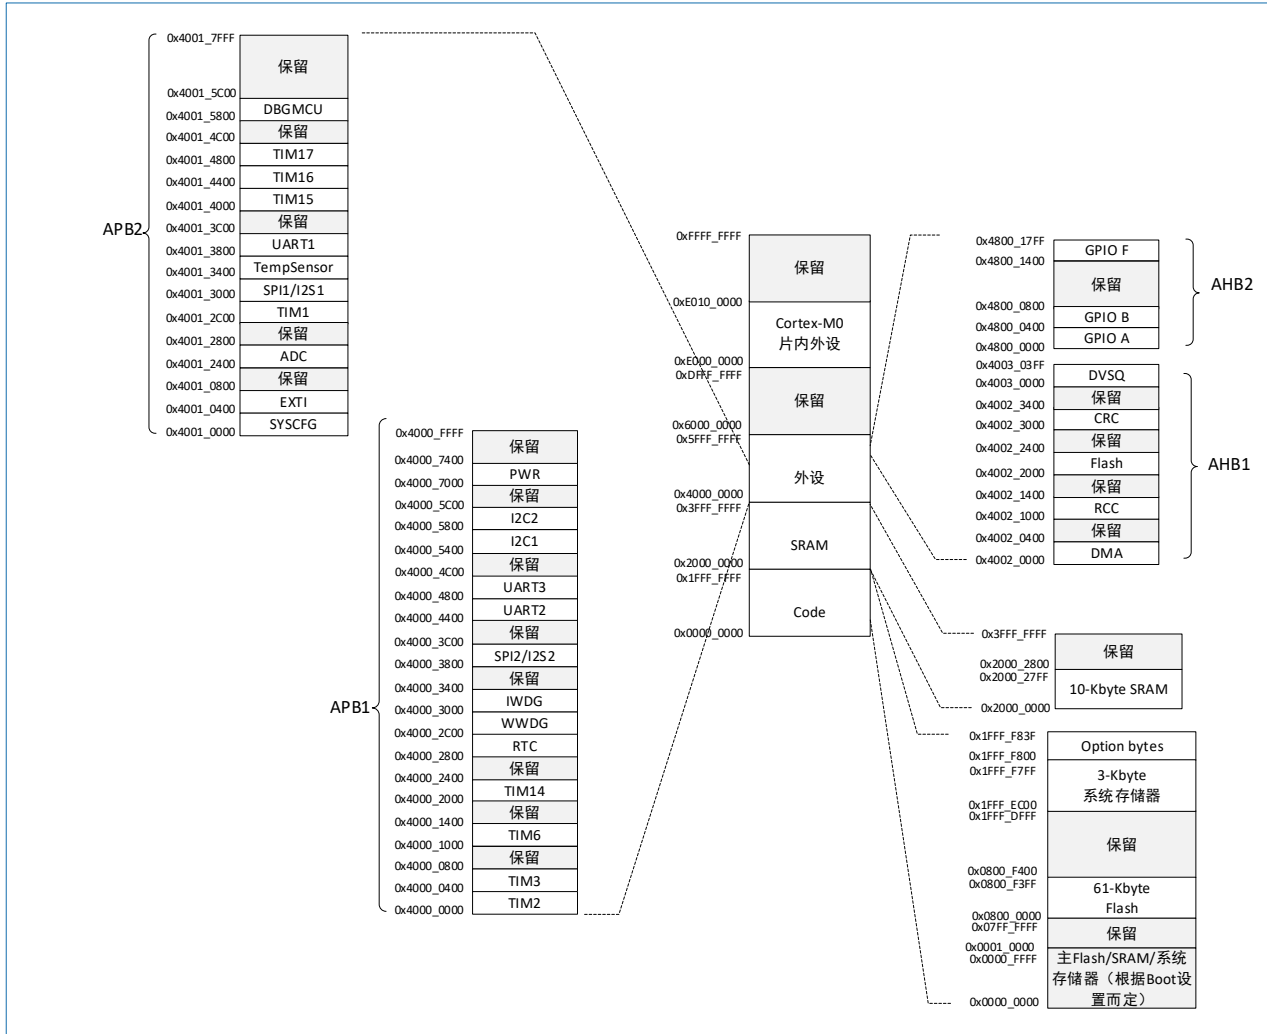 0x4001_7FFF
保留
0x4001_5C00
DBGMCU
0x4001_5800
保留
0x4001_4C00
TIM17
0x4001_4800
TIM16
0x4001_4400
TIM15
0x4001_4000
保留
0x4001_3C00
UART1
0x4001_3800
TempSensor
0x4001_3400
SPI1/I2S1
0x4001_3000
TIM1
0x4001_2C00
保留
0x4001_2800
ADC
0x4001_2400
保留
0x4001_0800
EXTI
0x4001_0400
SYSCFG
0x4001_0000
APB2
0x4000_FFFF
保留
0x4000_7400
PWR
0x4000_7000
保留
0x4000_5C00
I2C2
0x4000_5800
I2C1
0x4000_5400
保留
0x4000_4C00
UART3
0x4000_4800
UART2
0x4000_4400
保留
0x4000_3C00
SPI2/I2S2
0x4000_3800
保留
0x4000_3400
IWDG
0x4000_3000
WWDG
0x4000_2C00
RTC
0x4000_2800
保留
0x4000_2400
TIM14
0x4000_2000
保留
0x4000_1400
TIM6
0x4000_1000
保留
0x4000_0800
TIM3
0x4000_0400
TIM2
0x4000_0000
APB1
0xFFFF_FFFF
保留
0xE010_0000
Cortex-M0
片内外设
0xE000_0000
0xDFFF_FFFF
保留
0x6000_0000
0x5FFF_FFFF
外设
0x4000_0000
0x3FFF_FFFF
SRAM
0x2000_0000
0x1FFF_FFFF
Code
0x0000_0000
0x4800_17FF
GPIO F
0x4800_1400
保留
0x4800_0800
GPIO B
0x4800_0400
GPIO A
0x4800_0000
AHB2
0x4003_03FF
DVSQ
0x4003_0000
保留
0x4002_3400
CRC
0x4002_3000
保留
0x4002_2400
Flash
0x4002_2000
保留
0x4002_1400
RCC
0x4002_1000
保留
0x4002_0400
DMA
0x4002_0000
AHB1
0x3FFF_FFFF
保留
0x2000_2800
0x2000_27FF
10-Kbyte SRAM
0x2000_0000
0x1FFF_F83F
Option bytes
0x1FFF_F800
0x1FFF_F7FF
3-Kbyte
系统存储器
0x1FFF_EC00
0x1FFF_DFFF
保留
0x0800_F400
0x0800_F3FF
61-Kbyte
Flash
0x0800_0000
0x07FF_FFFF
保留
0x0001_0000
0x0000_FFFF
主Flash/SRAM/系统
存储器（根据Boot设
置而定）
0x0000_0000